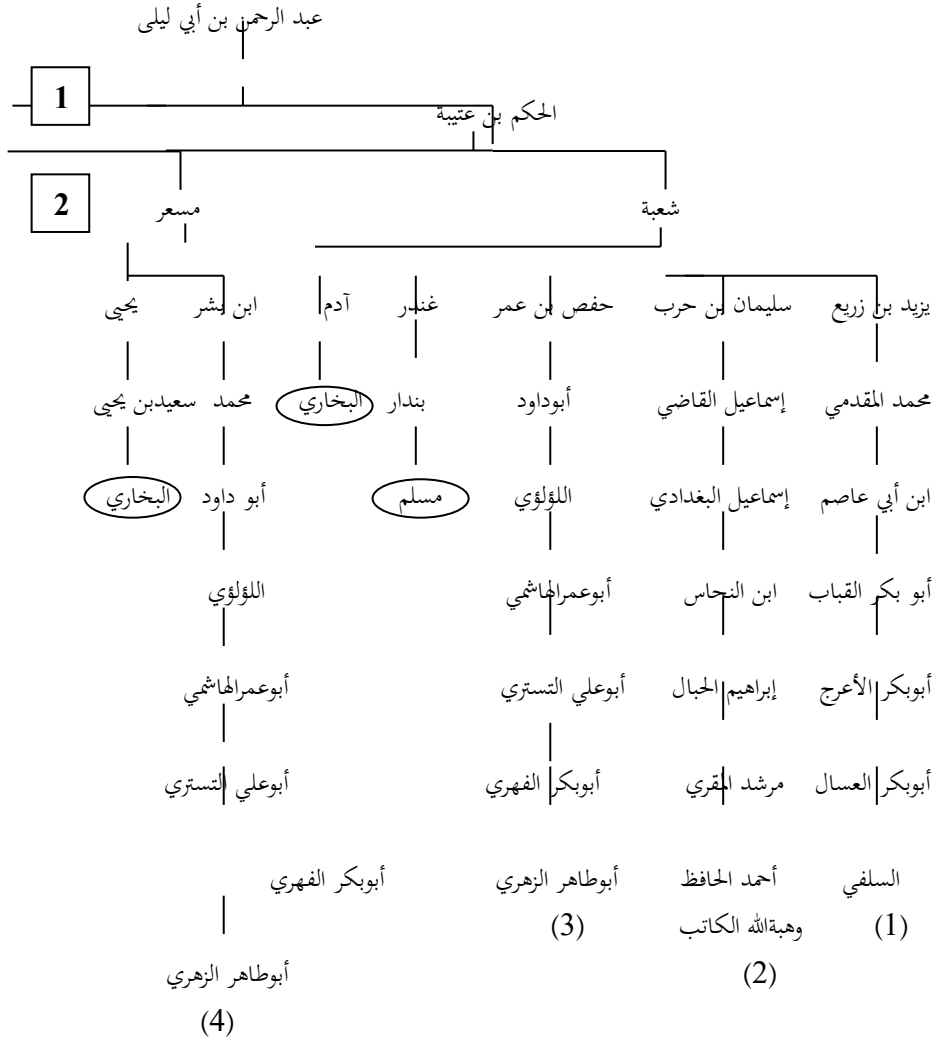 عبد الرحمن بن أبي ليلى
1
الحكم بن عتيبة
2
شعبة مسعر
يزيد بن زريع سليمان بن حرب حفص بن عمر غندر آدم ابن بشر يحيى
محمد المقدمي إسماعيل القاضي أبوداود بندار البخاري محمد سعيدبن يحيى
ابن أبي عاصم إسماعيل البغدادي اللؤلؤي مسلم أبو داود البخاري
أبو بكر القباب ابن النحاس أبوعمرالهاشمي اللؤلؤي
أبوبكر الأعرج إبراهيم الحبال أبوعلي التستري أبوعمرالهاشمي
أبوبكر العسال مرشد المقري أبوبكر الفهري أبوعلي التستري
السلفي أحمد الحافظ أبوطاهر الزهري أبوبكر الفهري
(1) وهبةالله الكاتب (3)
(2) أبوطاهر الزهري
(4)